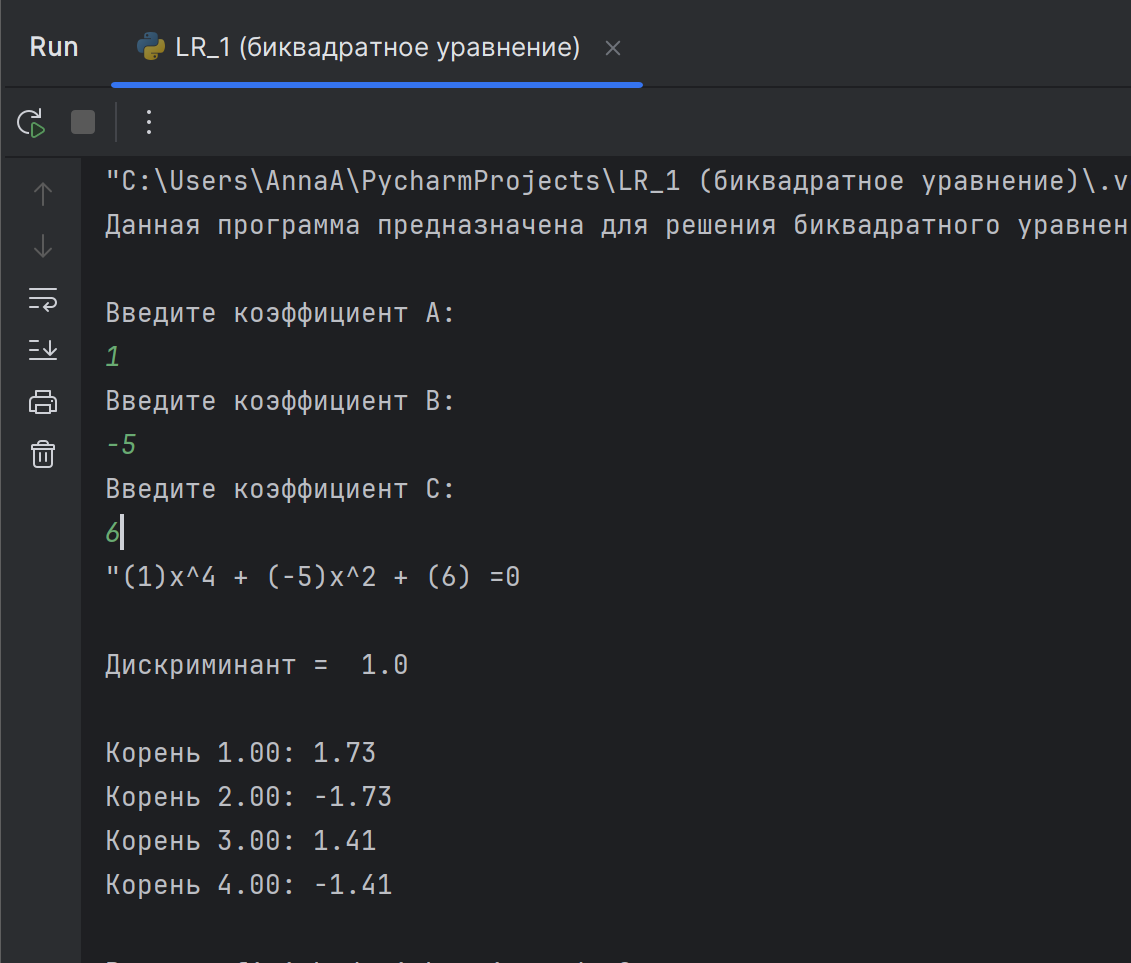 Run
LR_1 (биквадратное уравнение)
"C:\Users\AnnaA\PycharmProjects\LR_1 (биквадратное уравнение)\.v
Данная программа предназначена для решения биквадратного уравнен
Введите коэффициент A:
1
Введите коэффициент B:
-5
Введите коэффициент C:
6
"(1)x^4 + (-5)x^2 + (6) =0
Дискриминант =  1.0
Корень 1.00: 1.73
Корень 2.00: -1.73
Корень 3.00: 1.41
Корень 4.00: -1.41